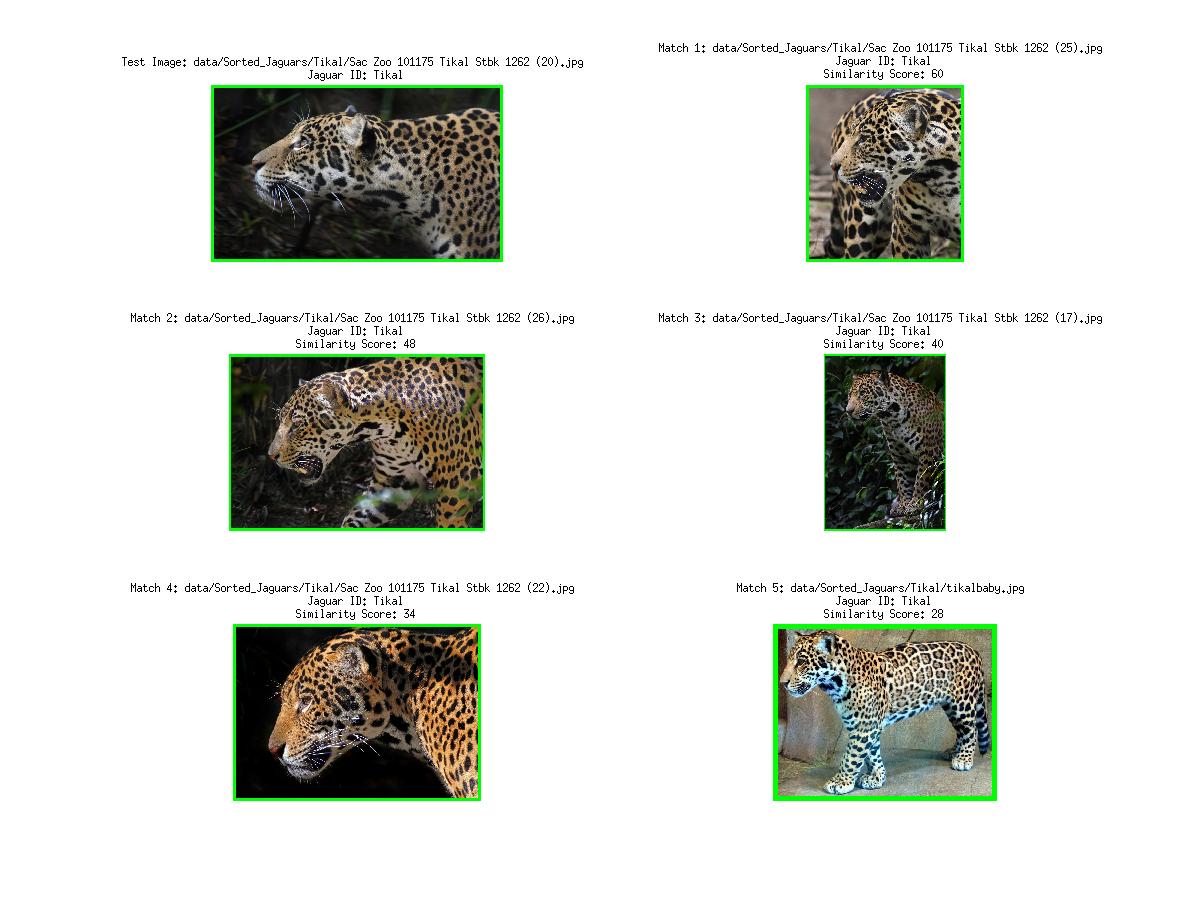 Test Image: data/Sorted_Jaguars/Tikal/Sac Zoo 101175 Tikal Stbk 1262 (20).jpg
Jaguar ID: Tikal
Match 1: data/Sorted_Jaguars/Tikal/Sac Zoo 101175 Tikal Stbk 1262 (25).jpg
Jaguar ID: Tikal
Similarity Score: 60
Match 2: data/Sorted_Jaguars/Tikal/Sac Zoo 101175 Tikal Stbk 1262 (26).jpg
Jaguar ID: Tikal
Similarity Score: 48
Match 3: data/Sorted_Jaguars/Tikal/Sac Zoo 101175 Tikal Stbk 1262 (17).jpg
Jaguar ID: Tikal
Similarity Score: 40
Match 4: data/Sorted_Jaguars/Tikal/Sac Zoo 101175 Tikal Stbk 1262 (22).jpg
Jaguar ID: Tikal
Similarity Score: 34
Match 5: data/Sorted_Jaguars/Tikal/tikalbaby.jpg
Jaguar ID: Tikal
Similarity Score: 28